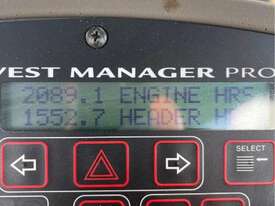 VEST MANAGER PRO
2089.1 ENGINE HRS
1552.7 HEADER H
SELECT